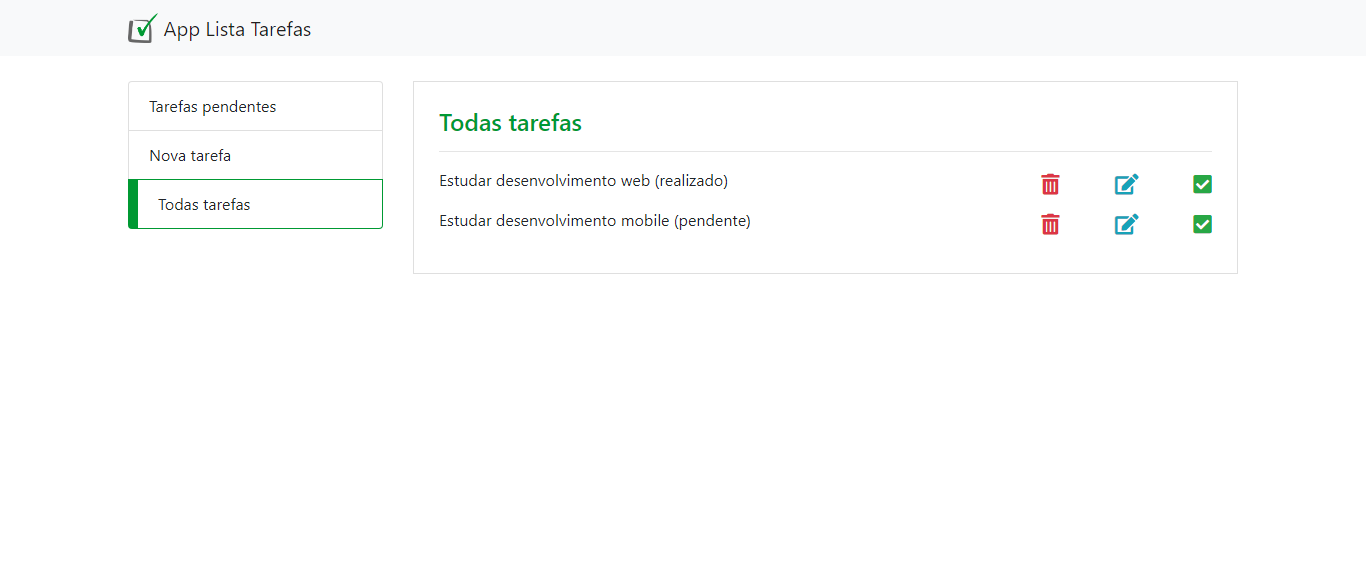 App Lista Tarefas
Tarefas pendentes
Nova tarefa
Todas tarefas
Todas tarefas
Estudar desenvolvimento web (realizado)
Estudar desenvolvimento mobile (pendente)